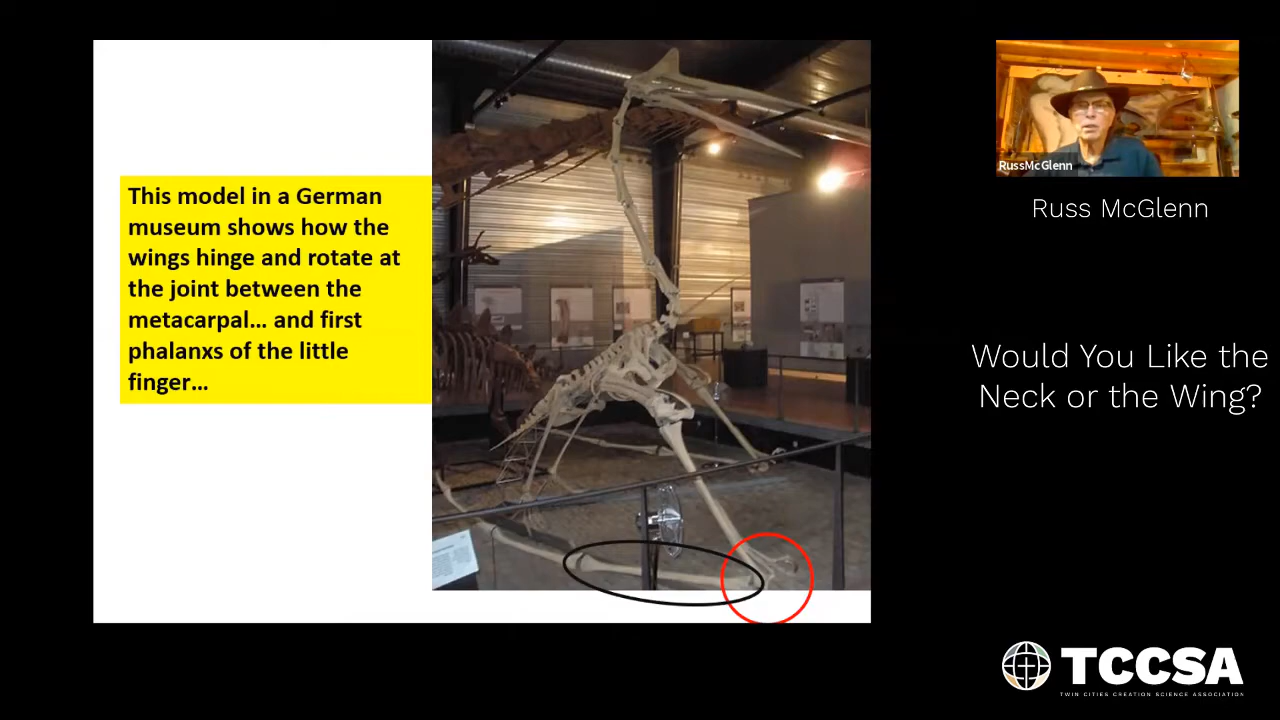 This model in a German
museum shows how the
wings hinge and rotate at
the joint between the
metacarpal... and first
phalanxs of the little
finger...
RussMcGlenn
Russ McGlenn
Would You Like the
Neck or the Wing?
TCCSA
TWIN CITIES CREATION SCIENCE ASSOCIATION